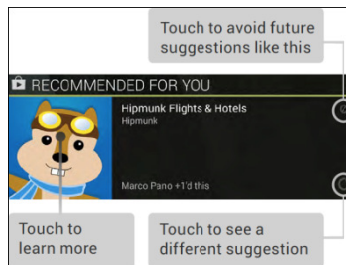 Touch to avoid future
suggestions like this
RECOMMENDED FOR YOU
Hipmunk Flights & Hotels
Hipmunk
Marco Pano +1'd this
Touch to
learn more
Touch to see a
different suggestion